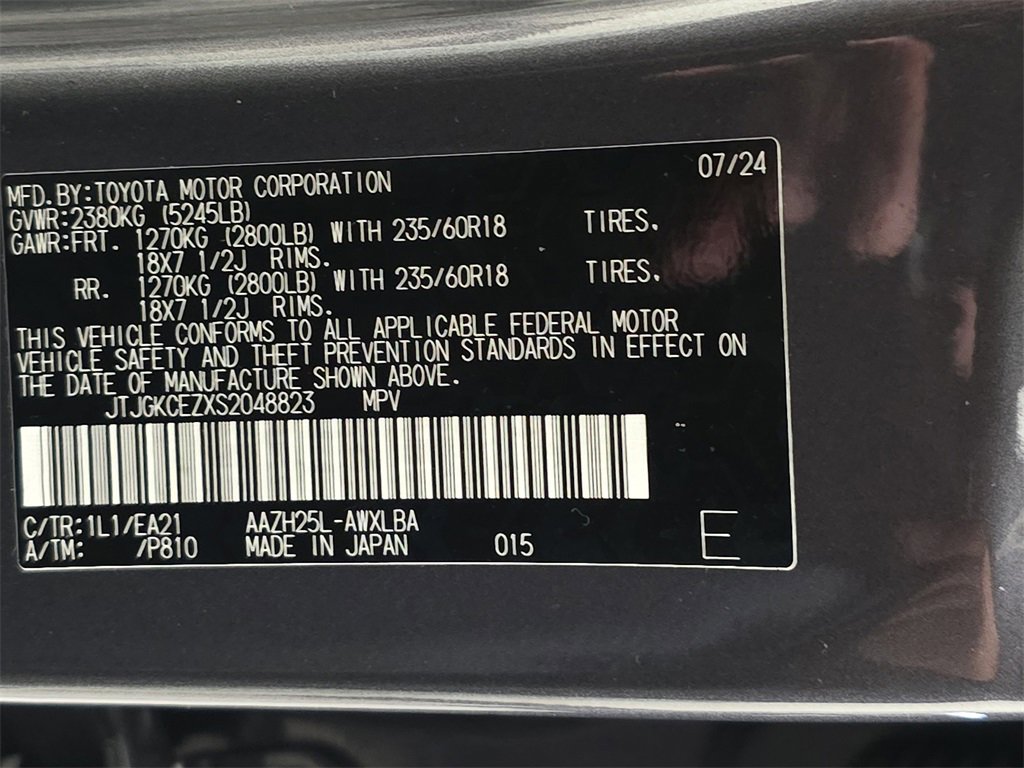 07/24
MFD.BY:TOYOTA MOTOR CORPORATION
GVWR:2380KG (5245LB)
GAWR:FRT. 1270KG (2800LB) WITH 235/60R18 TIRES.
18X7 1/2J RIMS.
RR. 1270KG (2800LB) WITH 235/60R18 TIRES.
18X7 1/2J RIMS.
THIS VEHICLE CONFORMS TO ALL APPLICABLE FEDERAL MOTOR
VEHICLE SAFETY AND THEFT PREVENTION STANDARDS IN EFFECT ON
THE DATE OF MANUFACTURE SHOWN ABOVE.
JTJGKCEZXS2048823 MPV
C/TR:1L1/EA21 AAZH25L-AWXLBA
A/TM: /P810 MADE IN JAPAN 015 E